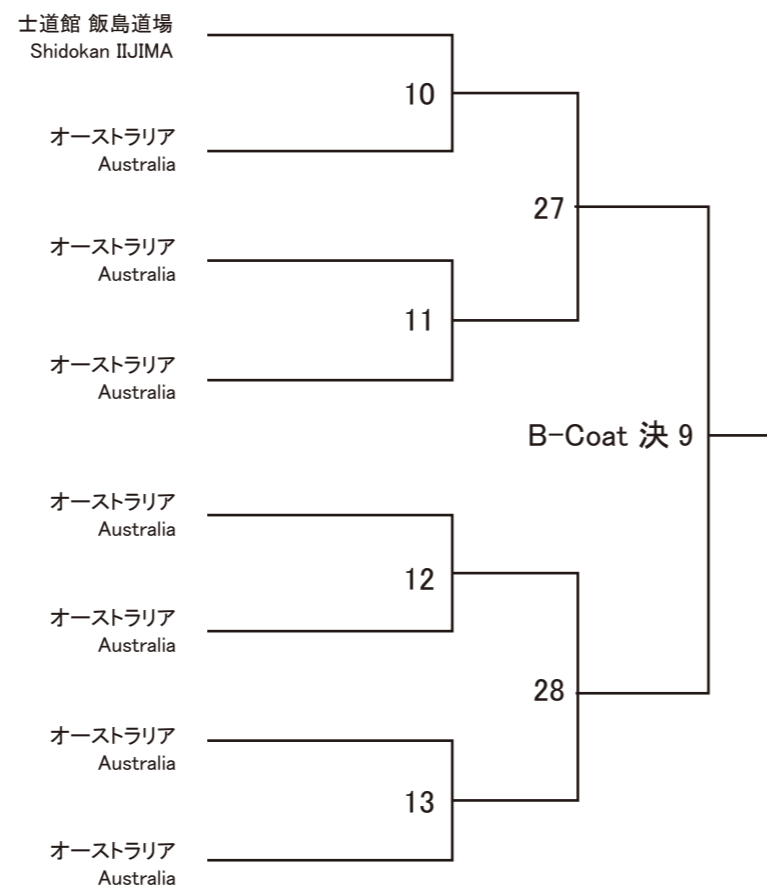 士道館 飯島道場
Shidokan IIJIMA
10
オーストラリア
Australia
27
オーストラリア
Australia
11
オーストラリア
Australia
B-Coat 決 9
オーストラリア
Australia
12
オーストラリア
Australia
28
オーストラリア
Australia
13
オーストラリア
Australia